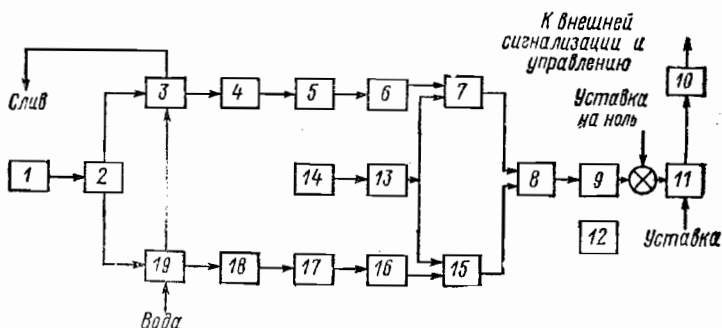 К внешней
сигнализации и
управлению
Слив
Уставка
на ноль
10
3
4
5
6
7
1
2
14
13
8
9
11
12
Уставка
19
18
17
16
15
Вода